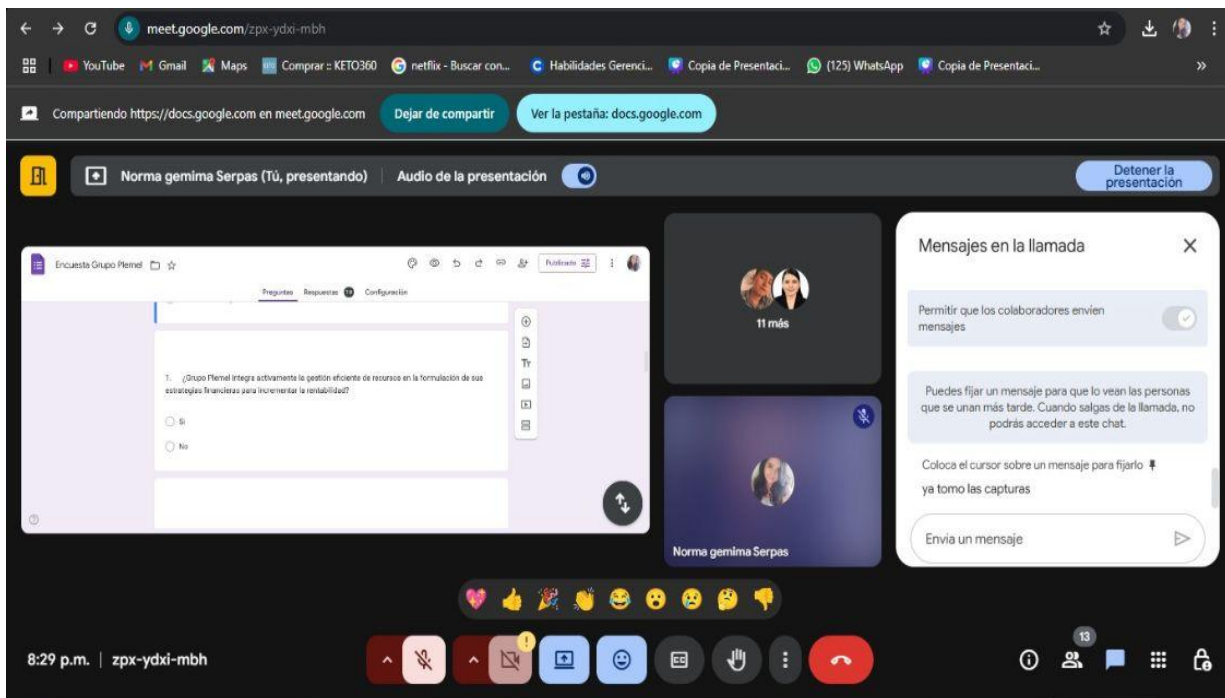 meet.google.com/zpx-ydxi-mbh
YouTube Gmail Maps Comprar :: KETO360 netflix - Buscar con... Habilidades Gerenci... Copia de Presentaci... (125) WhatsApp Copia de Presentaci...
Compartiendo https://docs.google.com en meet.google.com Dejar de compartir Ver la pestaña: docs.google.com
Norma gemima Serpas (Tú, presentando) Audio de la presentación
Detener la
presentación
Encuesta Grupo Plemel
Publicado
Preguntas Respuestas Configuración
1. ¿Grupo Plemel integra activamente la gestión eficiente de recursos en la formulación de sus
estrategias financieras para incrementar la rentabilidad?
Si
No
11 más
Norma gemima Serpas
Mensajes en la llamada
Permitir que los colaboradores envíen
mensajes
Puedes fijar un mensaje para que lo vean las personas
que se unan más tarde. Cuando salgas de la llamada, no
podrás acceder a este chat.
Coloca el cursor sobre un mensaje para fijarlo
ya tomo las capturas
Envía un mensaje
8:29 p.m. | zpx-ydxi-mbh
13